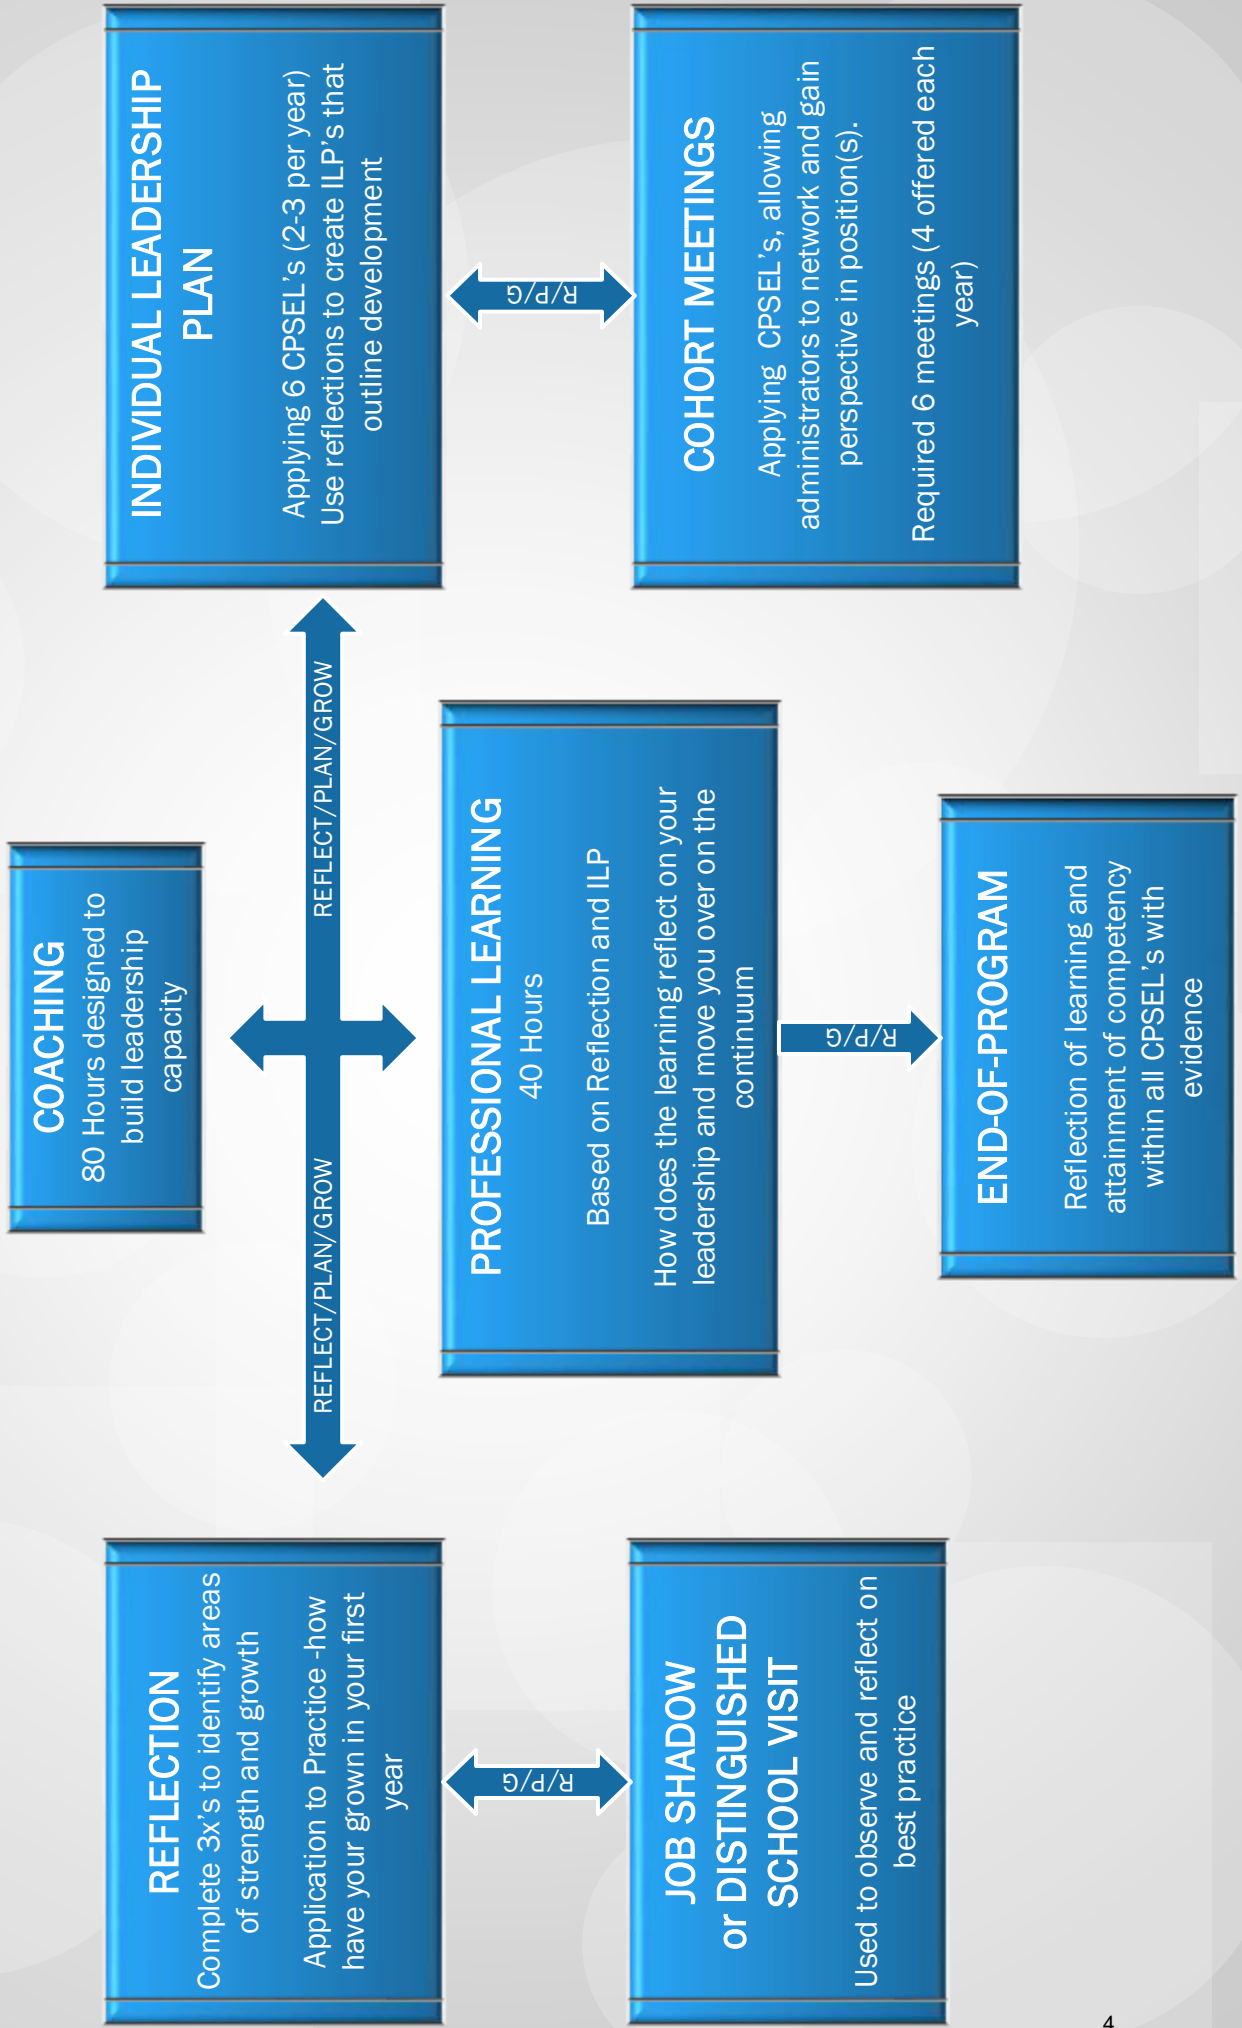 COACHING
80 Hours designed to
build leadership
capacity
REFLECTION
Complete 3x's to identify areas
of strength and growth
Application to Practice -how
have your grown in your first
year
REFLECT/PLAN/GROW
REFLECT/PLAN/GROW
INDIVIDUAL LEADERSHIP
PLAN
Applying 6 CPSEL's (2-3 per year)
Use reflections to create ILP's that
outline development
R/P/G
R/P/G
PROFESSIONAL LEARNING
40 Hours
Based on Reflection and ILP
How does the learning reflect on your
leadership and move you over on the
continuum
JOB SHADOW
or DISTINGUISHED
SCHOOL VISIT
Used to observe and reflect on
best practice
COHORT MEETINGS
Applying CPSEL's, allowing
administrators to network and gain
perspective in position(s).
Required 6 meetings (4 offered each
year)
R/P/G
END-OF-PROGRAM
Reflection of learning and
attainment of competency
within all CPSEL's with
evidence
4